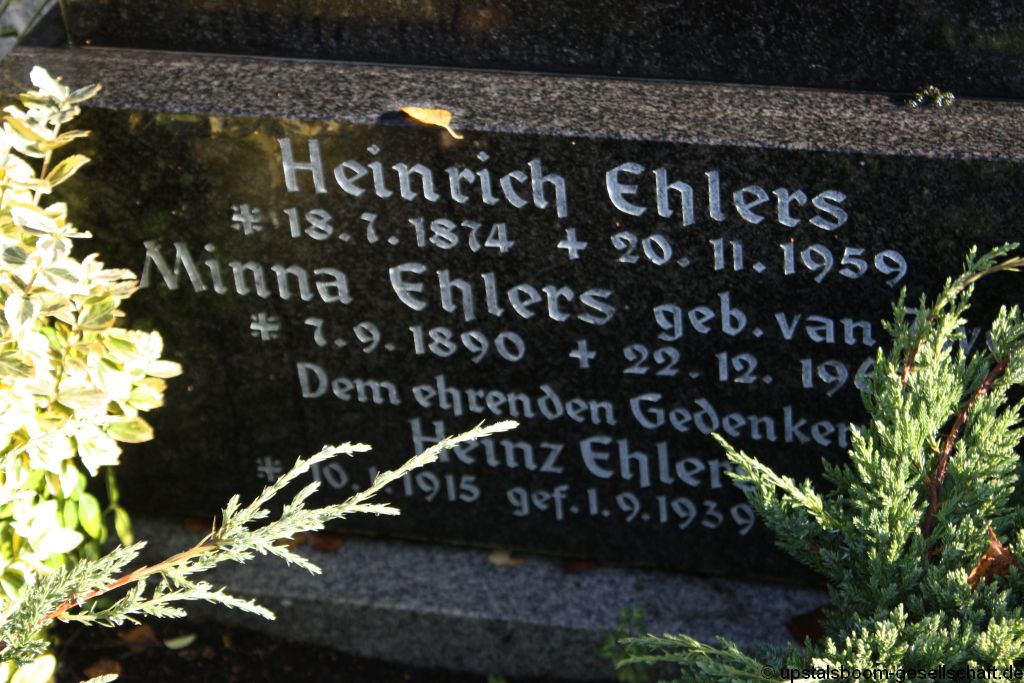 Heinrich Ehlers
* 18.7.1874 + 20.11.1959
Minna Ehlers geb. van
* 7.9.1890 + 22.12.
Dem ehrenden Gedenken
Heinz Ehlers
1915 gef.1.9.1939
© upstalsboom-gesellschaft.de